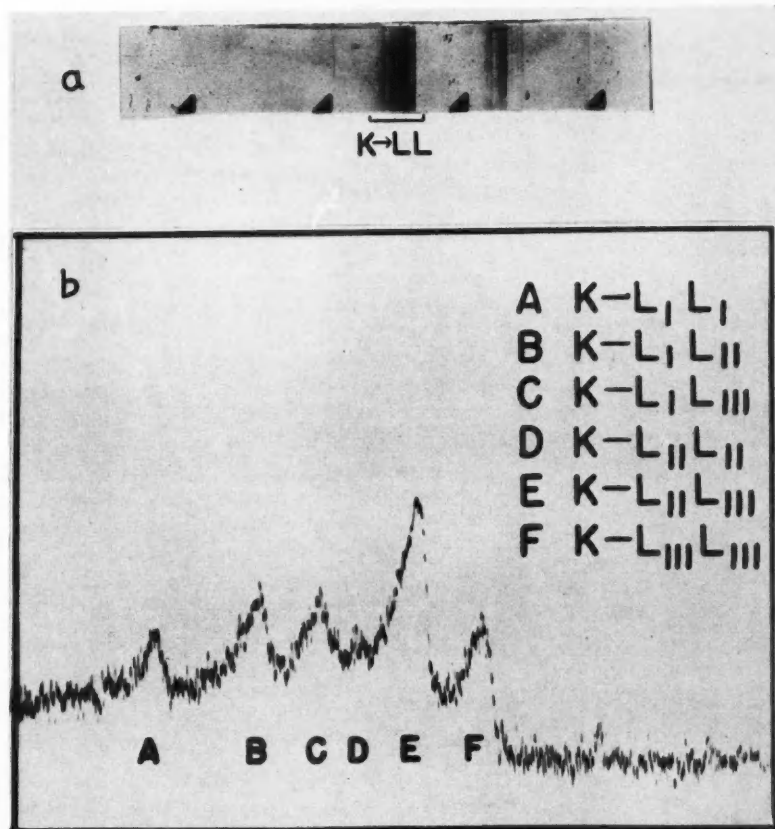 a
K→LL
b
A K-L_I L_I
B K-L_I L_II
C K-L_I L_III
D K-L_II L_II
E K-L_II L_III
F K-L_III L_III
A B C D E F